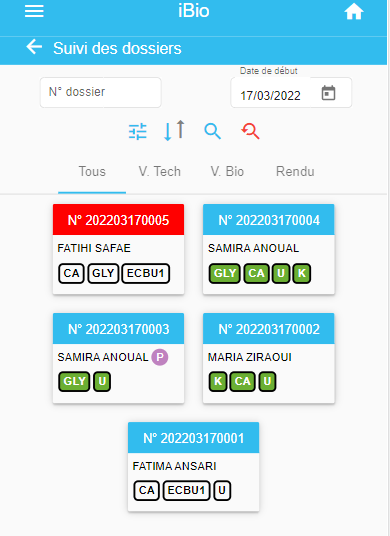 iBio
Suivi des dossiers
N° dossier
Date de début
17/03/2022
Tous V. Tech V. Bio Rendu
N° 202203170005
FATIHI SAFAE
CA GLY ECBU1
N° 202203170004
SAMIRA ANOUAL
GLY CA U K
N° 202203170003
SAMIRA ANOUAL P
GLY U
N° 202203170002
MARIA ZIRAOUI
K CA U
N° 202203170001
FATIMA ANSARI
CA ECBU1 U